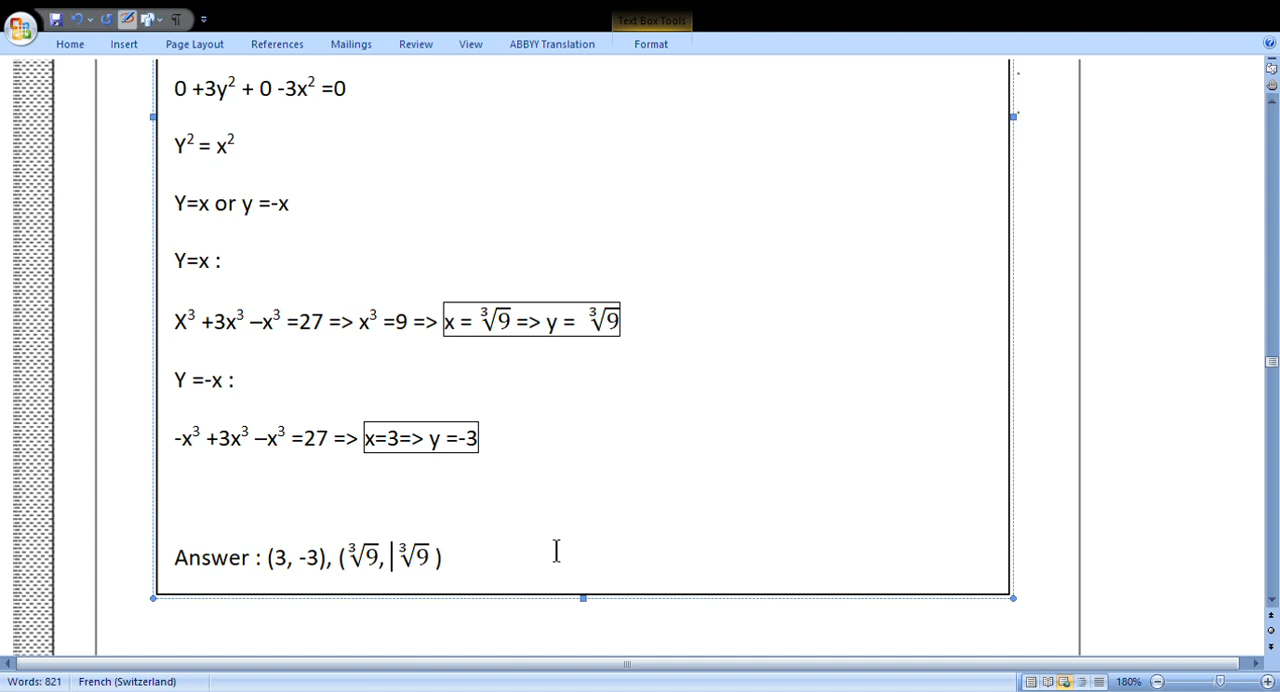 Text Box Tools
Home Insert Page Layout References Mailings Review View ABBYY Translation Format
0 +3y² + 0 -3x² =0
Y² = x²
Y=x or y =-x
Y=x :
X³ +3x³ –x³ =27 => x³ =9 => x = ∛9 => y = ∛9
Y =-x :
-x³ +3x³ –x³ =27 => x=3=> y =-3
Answer : (3, -3), (∛9, ∛9 )
Words: 821 French (Switzerland) 180%